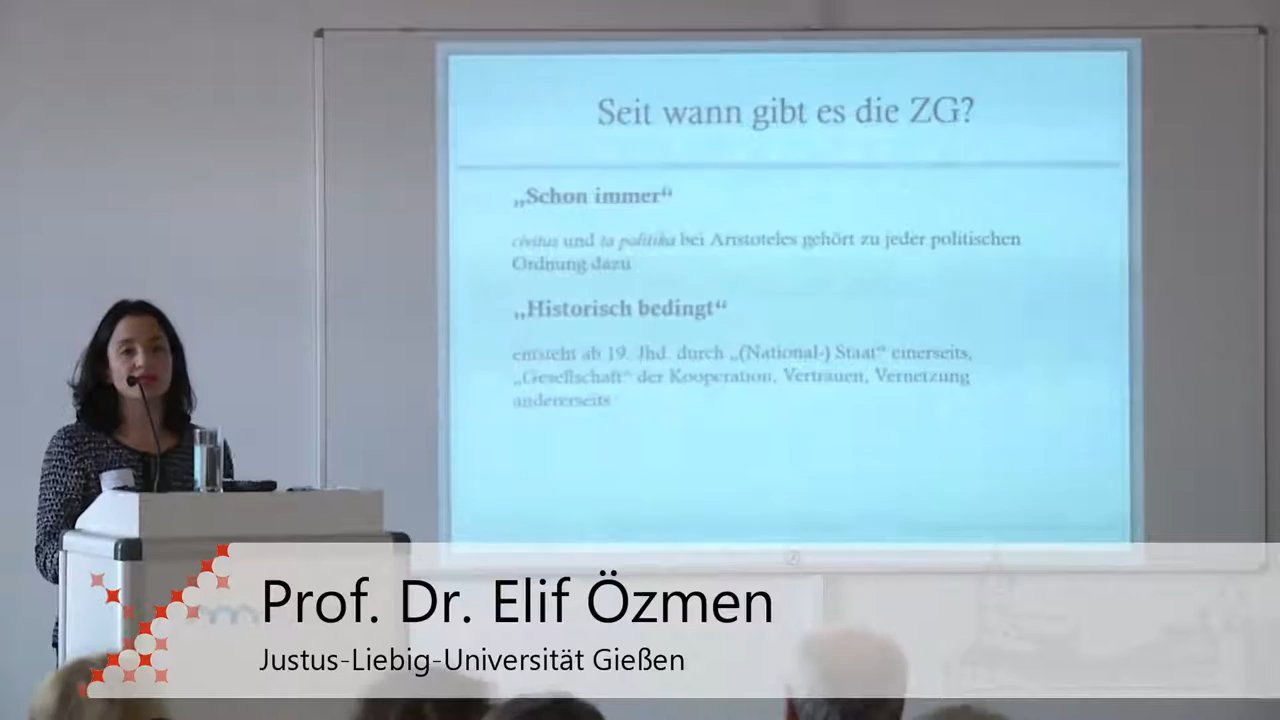 Seit wann gibt es die ZG?
„Schon immer“
civitas und ta politika bei Aristoteles gehört zu jeder politischen
Ordnung dazu
„Historisch bedingt“
entsteht ab 19. Jhd. durch „(National-) Staat“ einerseits,
„Gesellschaft“ der Kooperation, Vertrauen, Vernetzung
andererseits
Prof. Dr. Elif Özmen
Justus-Liebig-Universität Gießen